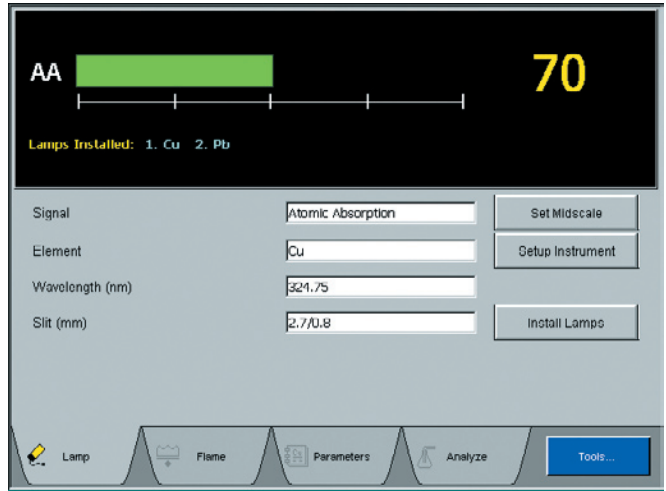 AA 70
Lamps Installed: 1. Cu 2. Pb
Signal Atomic Absorption Set Midscale
Element Cu Setup Instrument
Wavelength (nm) 324.75
Slit (mm) 2.7/0.8 Install Lamps
Lamp Flame Parameters Analyze Tools...